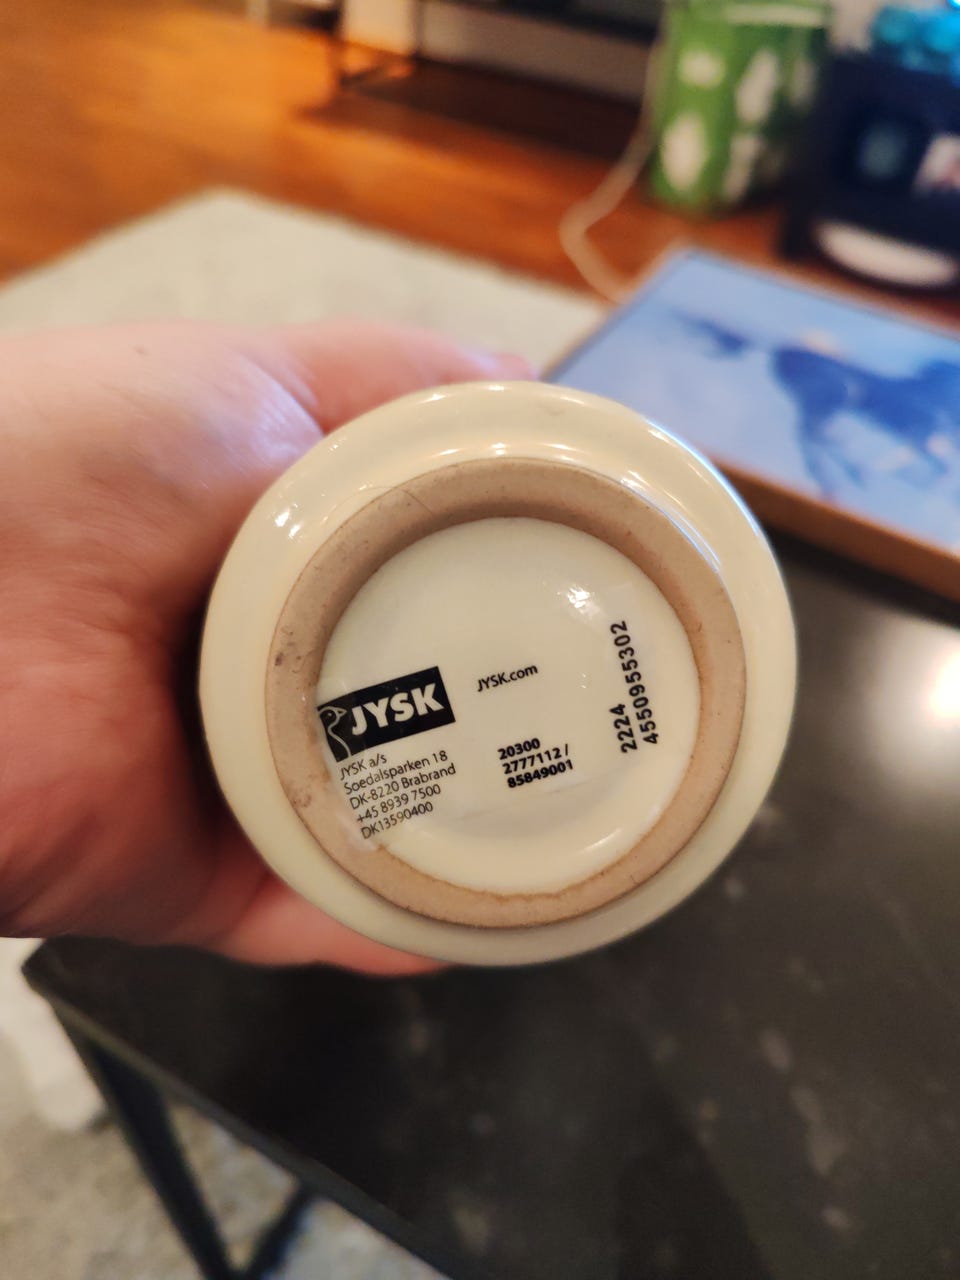 JYSK
JYSK a/s
Soedalsparken 18
DK-8220 Brabrand
+45 8939 7500
DK13590400
JYSK.com
20300
2777112 /
85849001
2224
4550955302